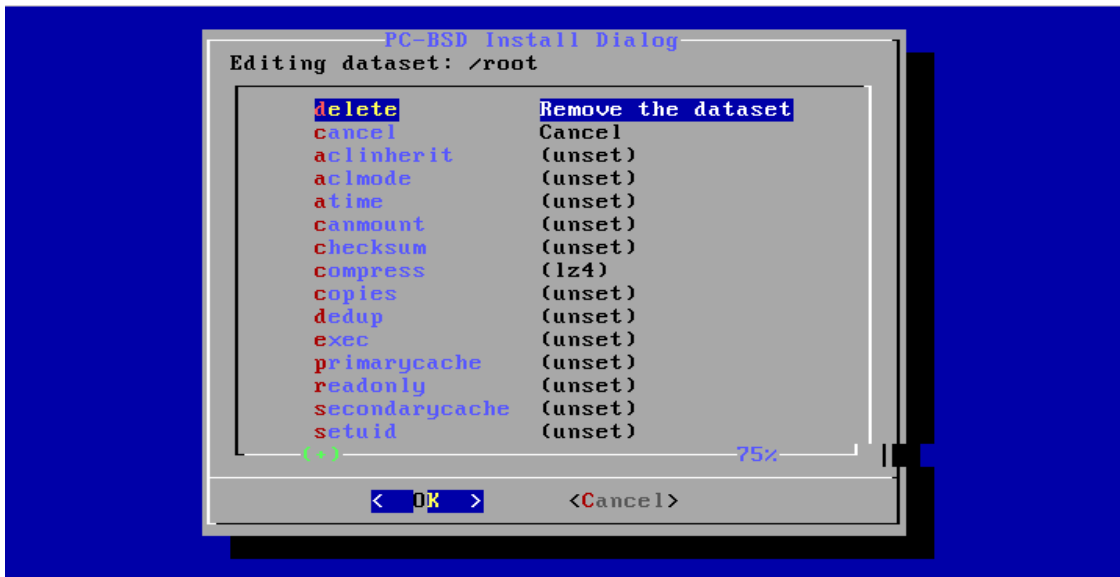 PC-BSD Install Dialog
Editing dataset: /root
delete Remove the dataset
cancel Cancel
aclinherit (unset)
aclmode (unset)
atime (unset)
canmount (unset)
checksum (unset)
compress (lz4)
copies (unset)
dedup (unset)
exec (unset)
primarycache (unset)
readonly (unset)
secondarycache (unset)
setuid (unset)
(+) 75%
< OK > <Cancel>